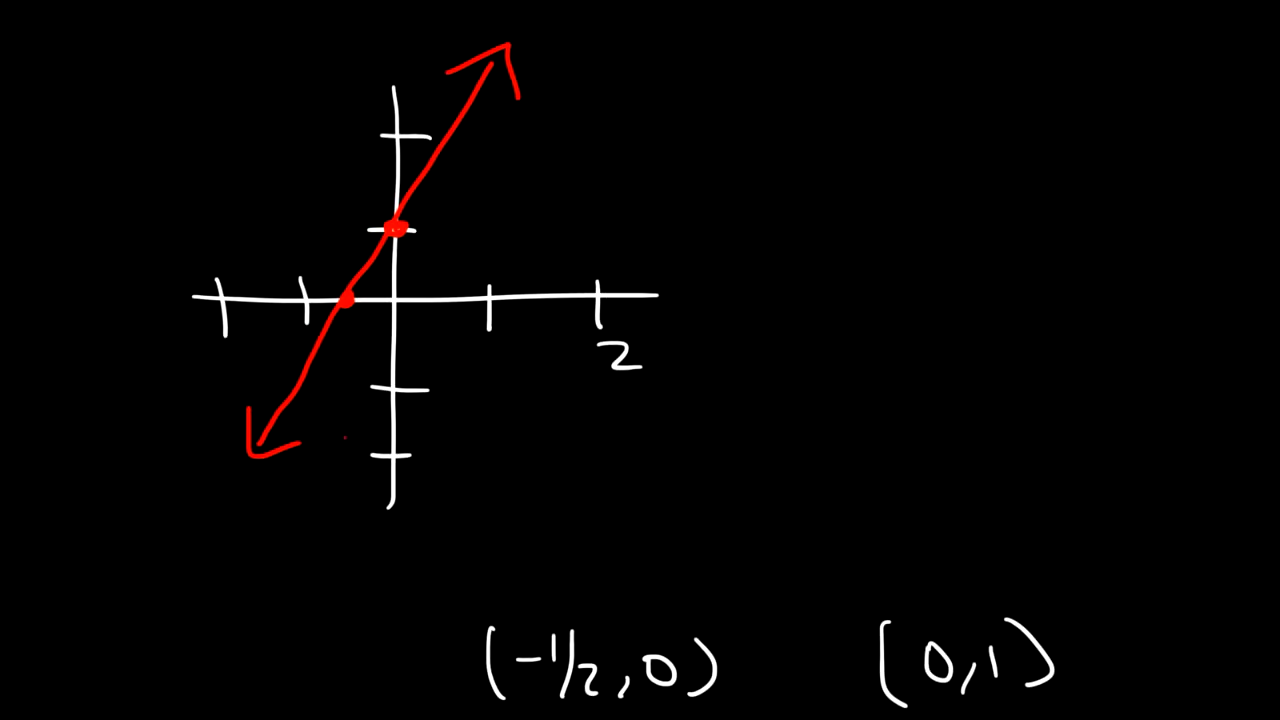 2
(-1/2, 0) (0, 1)